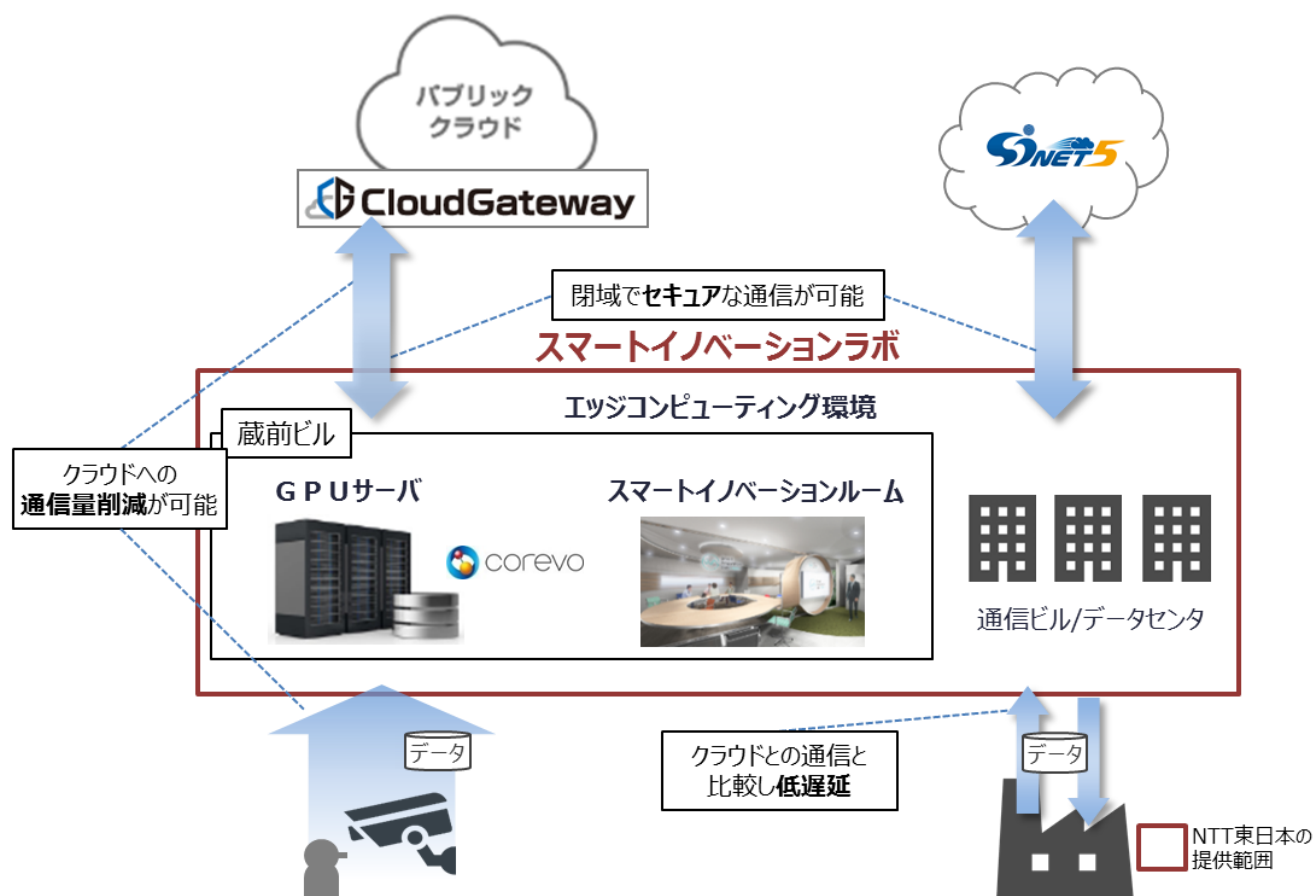 パブリック
クラウド
CloudGateway
SINET5
閉域でセキュアな通信が可能
スマートイノベーションラボ
エッジコンピューティング環境
蔵前ビル
クラウドへの
通信量削減が可能
GPUサーバ
corevo
スマートイノベーションルーム
通信ビル/データセンタ
データ
クラウドとの通信と
比較し低遅延
データ
NTT東日本の
提供範囲